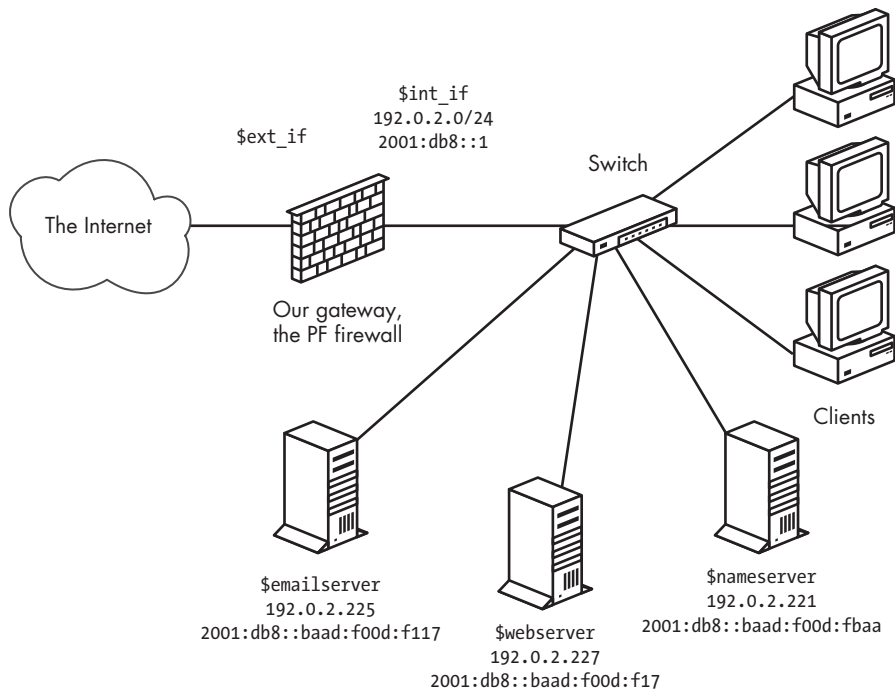 $int_if
192.0.2.0/24
2001:db8::1
$ext_if
Switch
The Internet
Our gateway,
the PF firewall
Clients
$emailserver
192.0.2.225
2001:db8::baad:f00d:f117
$webserver
192.0.2.227
2001:db8::baad:f00d:f17
$nameserver
192.0.2.221
2001:db8::baad:f00d:fbaa